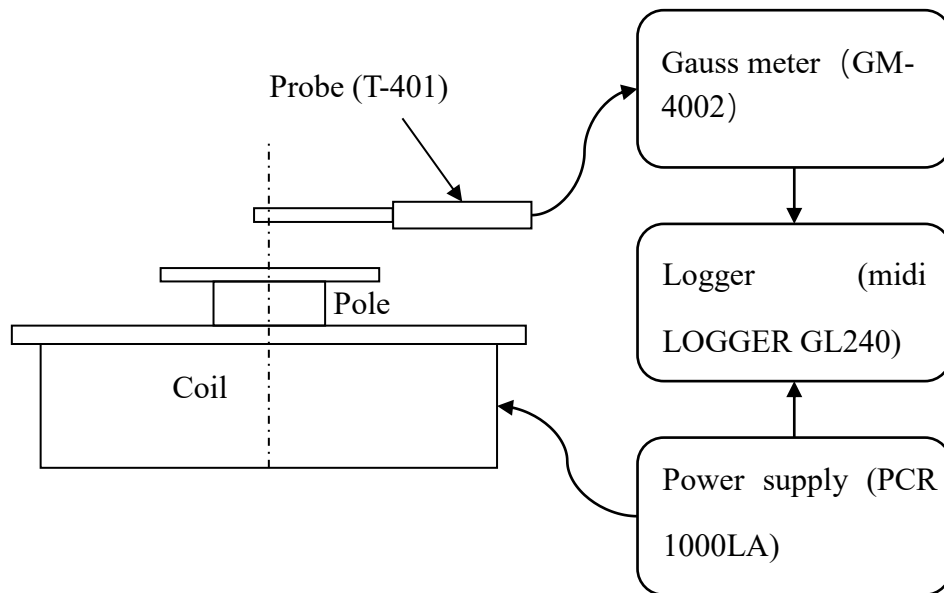 Gauss meter（GM-
4002）
Probe (T-401)
Logger (midi
LOGGER GL240)
Pole
Coil
Power supply (PCR
1000LA)